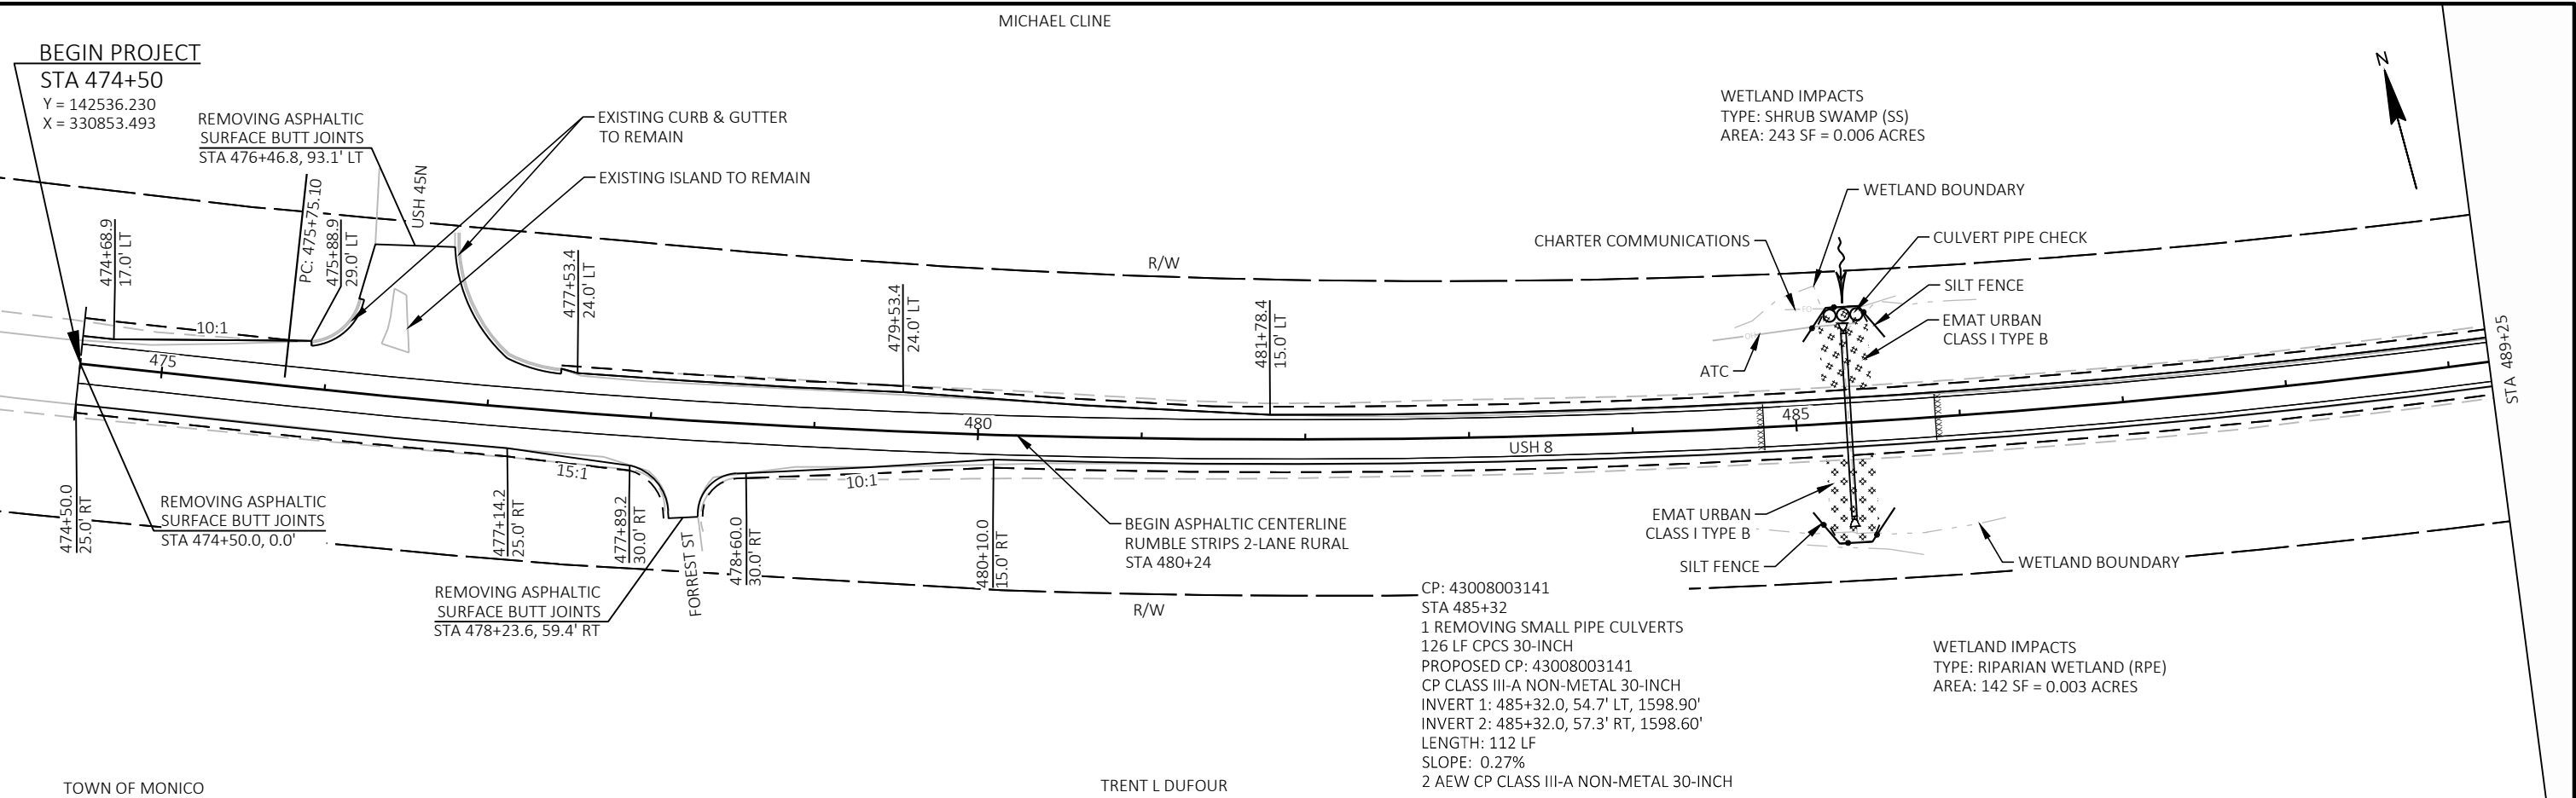 MICHAEL CLINE
BEGIN PROJECT
STA 474+50
Y = 142536.230
X = 330853.493
REMOVING ASPHALTIC
SURFACE BUTT JOINTS
STA 476+46.8, 93.1' LT
USH 45N
EXISTING CURB & GUTTER
TO REMAIN
EXISTING ISLAND TO REMAIN
WETLAND IMPACTS
TYPE: SHRUB SWAMP (SS)
AREA: 243 SF = 0.006 ACRES
N
WETLAND BOUNDARY
CHARTER COMMUNICATIONS
CULVERT PIPE CHECK
SILT FENCE
EMAT URBAN
CLASS I TYPE B
ATC
R/W
474+68.9
17.0' LT
PC: 475+75.10
475+88.9
29.0' LT
477+53.4
24.0' LT
479+53.4
24.0' LT
481+78.4
15.0' LT
10:1
475
480
485
USH 8
STA 489+25
15:1
10:1
474+50.0
25.0' RT
REMOVING ASPHALTIC
SURFACE BUTT JOINTS
STA 474+50.0, 0.0'
477+14.2
25.0' RT
477+89.2
30.0' RT
FORREST ST
478+60.0
30.0' RT
480+10.0
15.0' RT
BEGIN ASPHALTIC CENTERLINE
RUMBLE STRIPS 2-LANE RURAL
STA 480+24
EMAT URBAN
CLASS I TYPE B
SILT FENCE
WETLAND BOUNDARY
REMOVING ASPHALTIC
SURFACE BUTT JOINTS
STA 478+23.6, 59.4' RT
R/W
CP: 43008003141
STA 485+32
1 REMOVING SMALL PIPE CULVERTS
126 LF CPCS 30-INCH
PROPOSED CP: 43008003141
CP CLASS III-A NON-METAL 30-INCH
INVERT 1: 485+32.0, 54.7' LT, 1598.90'
INVERT 2: 485+32.0, 57.3' RT, 1598.60'
LENGTH: 112 LF
SLOPE: 0.27%
2 AEW CP CLASS III-A NON-METAL 30-INCH
WETLAND IMPACTS
TYPE: RIPARIAN WETLAND (RPE)
AREA: 142 SF = 0.003 ACRES
TOWN OF MONICO
TRENT L DUFOUR